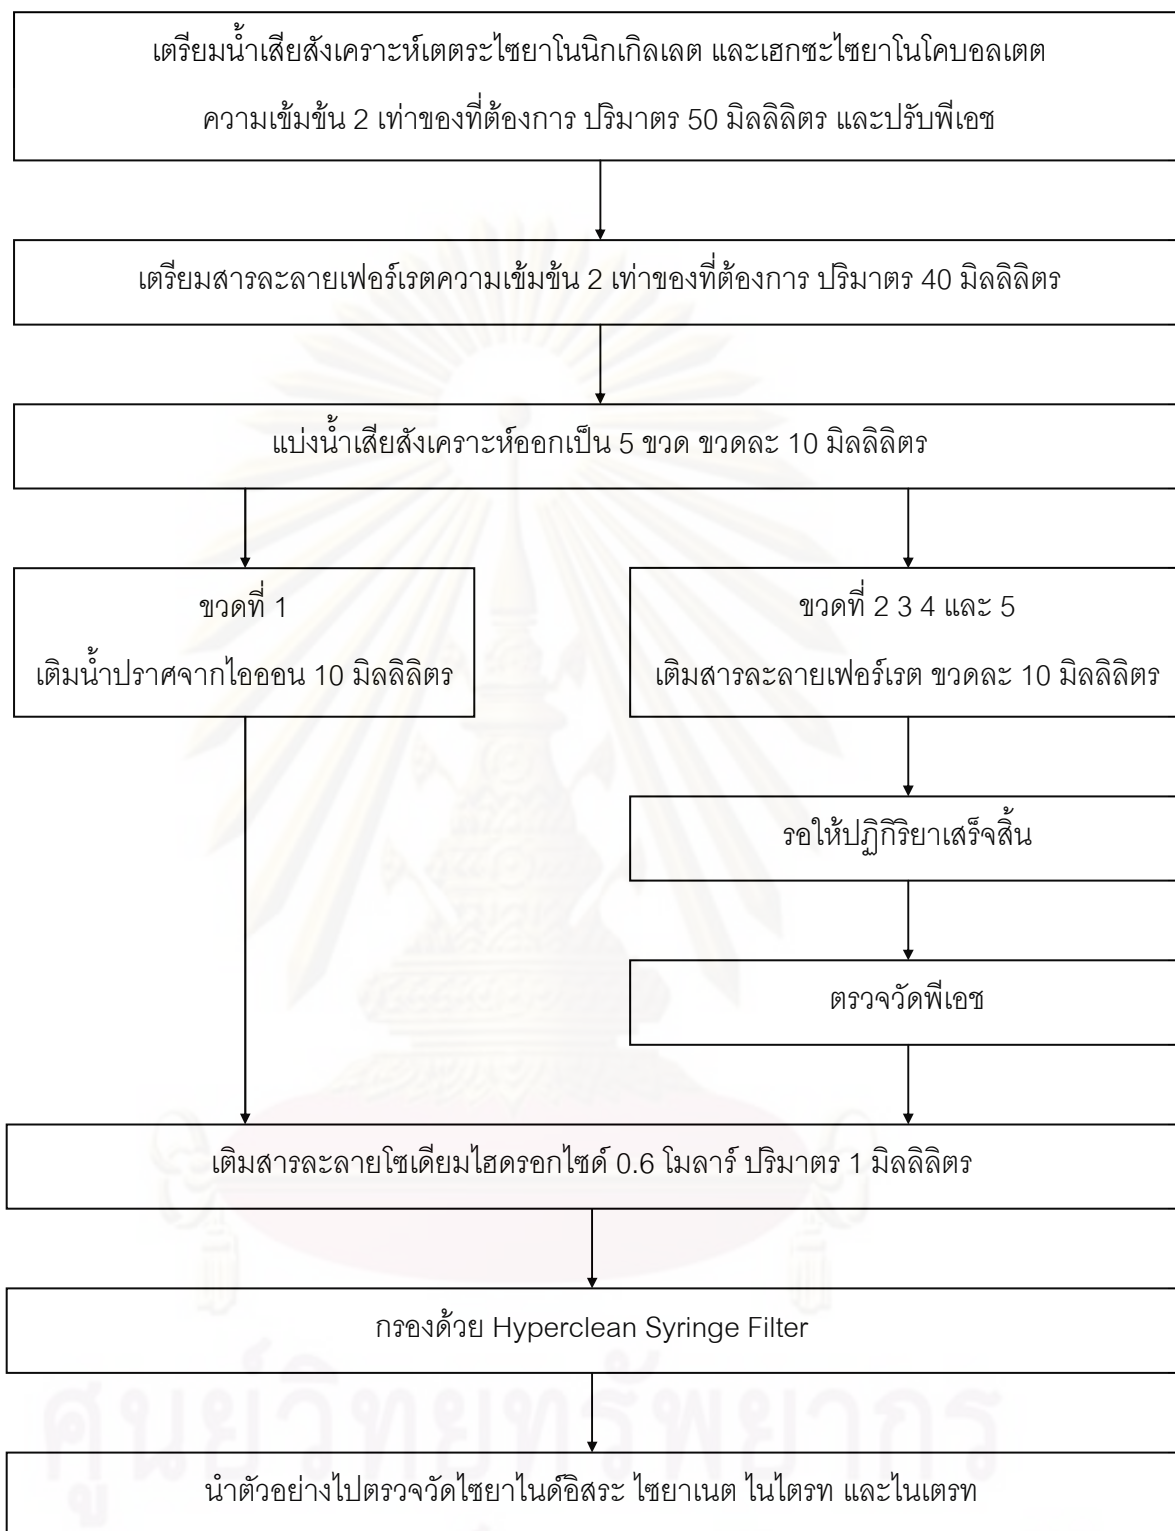 เตรียมน้ำเสียสังเคราะห์เตตระไซยาโนนิกเกิลเลต และเฮกซะไซยาโนโคบอลเตต
ความเข้มข้น 2 เท่าของที่ต้องการ ปริมาตร 50 มิลลิลิตร และปรับพีเอช
เตรียมสารละลายเฟอร์เรตความเข้มข้น 2 เท่าของที่ต้องการ ปริมาตร 40 มิลลิลิตร
แบ่งน้ำเสียสังเคราะห์ออกเป็น 5 ขวด ขวดละ 10 มิลลิลิตร
ขวดที่ 1
เติมน้ำปราศจากไอออน 10 มิลลิลิตร
ขวดที่ 2 3 4 และ 5
เติมสารละลายเฟอร์เรต ขวดละ 10 มิลลิลิตร
รอให้ปฏิกิริยาเสร็จสิ้น
ตรวจวัดพีเอช
เติมสารละลายโซเดียมไฮดรอกไซด์ 0.6 โมลาร์ ปริมาตร 1 มิลลิลิตร
กรองด้วย Hyperclean Syringe Filter
นำตัวอย่างไปตรวจวัดไซยาไนด์อิสระ ไซยาเนต ไนไตรท และไนเตรท
ศูนย์วิทยทรัพยากร